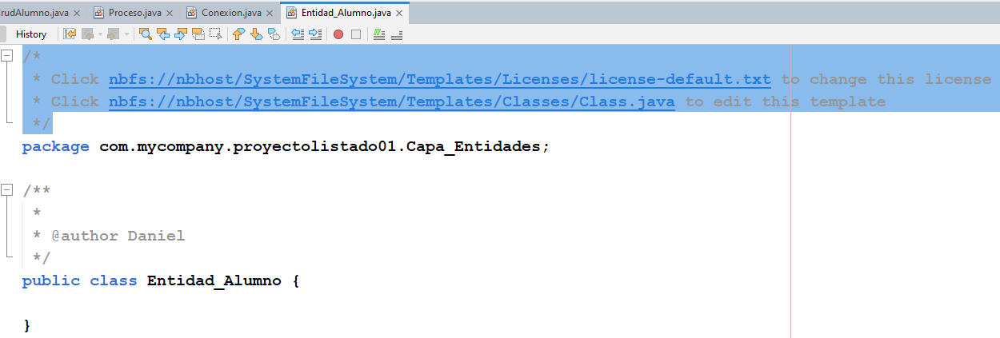 rudAlumno.java Proceso.java Conexion.java Entidad_Alumno.java
History
/*
* Click nbfs://nbhost/SystemFileSystem/Templates/Licenses/license-default.txt to change this license
* Click nbfs://nbhost/SystemFileSystem/Templates/Classes/Class.java to edit this template
*/
package com.mycompany.proyectolistado01.Capa_Entidades;
/**
*
* @author Daniel
*/
public class Entidad_Alumno {
}